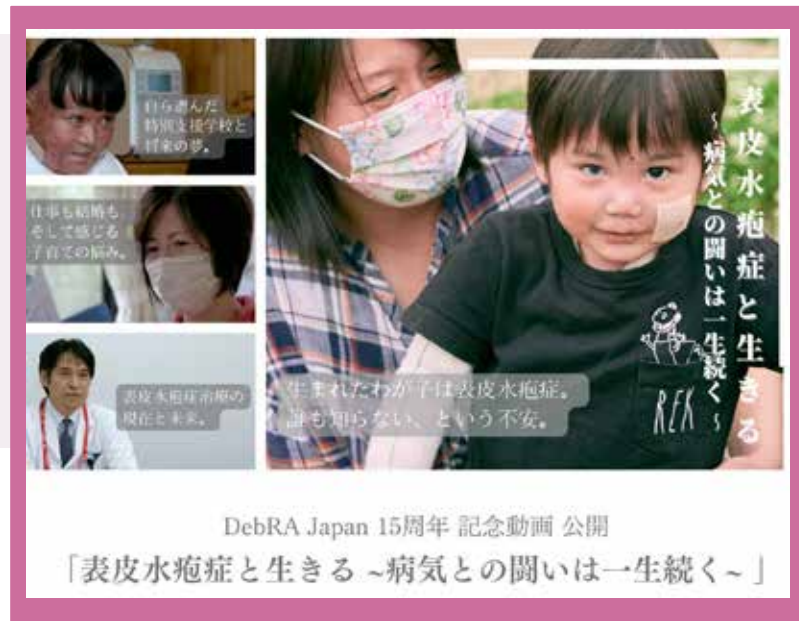 自ら選んだ
特別支援学校と
将来の夢。
仕事も結婚も
そして感じる
子育ての悩み。
表皮水疱症治療の
現在と未来。
表皮水疱症と生きる
~病気との闘いは一生続く~
生まれたわが子は表皮水疱症。
誰も知らない、という不安。
REK
DebRA Japan 15周年 記念動画 公開
「表皮水疱症と生きる ~病気との闘いは一生続く~ 」